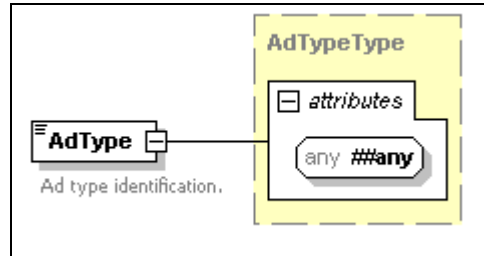 AdTypeType
attributes
AdType
any ##any
Ad type identification.